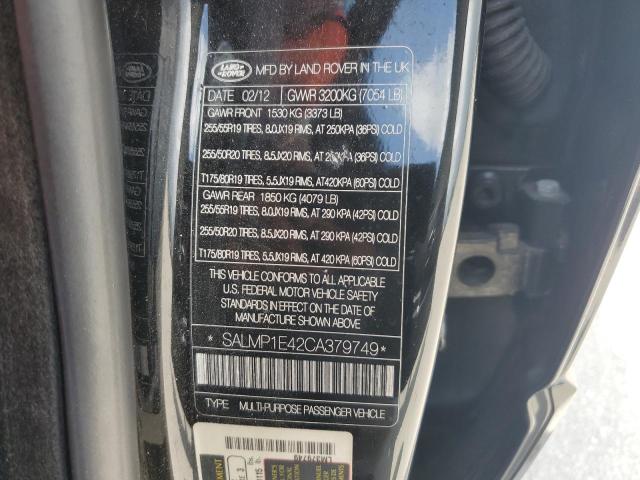 LAND ROVER MFD BY LAND ROVER IN THE UK
DATE 02/12 GVWR 3200KG (7054 LB)
GAWR FRONT 1530 KG (3373 LB)
255/55R19 TIRES, 8.0JX19 RIMS, AT 250KPA (36PSI) COLD
255/50R20 TIRES, 8.5JX20 RIMS, AT 250KPA (36PSI) COLD
T175/80R19 TIRES, 5.5JX19 RIMS, AT420KPA (60PSI) COLD
GAWR REAR 1850 KG (4079 LB)
255/55R19 TIRES, 8.0JX19 RIMS, AT 290 KPA (42PSI) COLD
255/50R20 TIRES, 8.5JX20 RIMS, AT 290 KPA (42PSI) COLD
T175/80R19 TIRES, 5.5JX19 RIMS, AT 420 KPA (60PSI) COLD
THIS VEHICLE CONFORMS TO ALL APPLICABLE
U.S. FEDERAL MOTOR VEHICLE SAFETY
STANDARDS IN EFFECT ON THE DATE OF
MANUFACTURE SHOWN ABOVE.
*SALMP1E42CA379749*
TYPE MULTI-PURPOSE PASSENGER VEHICLE
LM379749